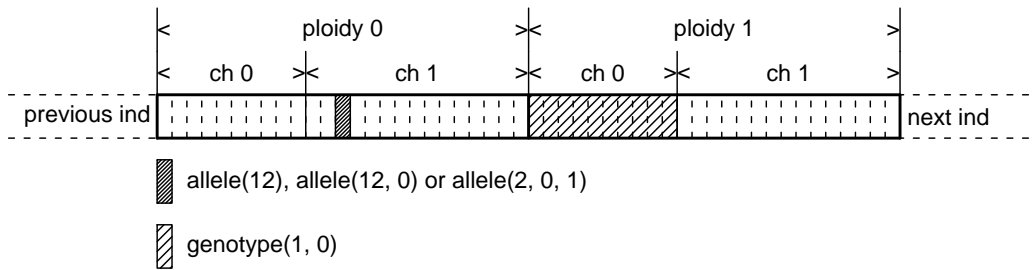 ploidy 0 ploidy 1
ch 0 ch 1 ch 0 ch 1
previous ind next ind
allele(12), allele(12, 0) or allele(2, 0, 1)
genotype(1, 0)